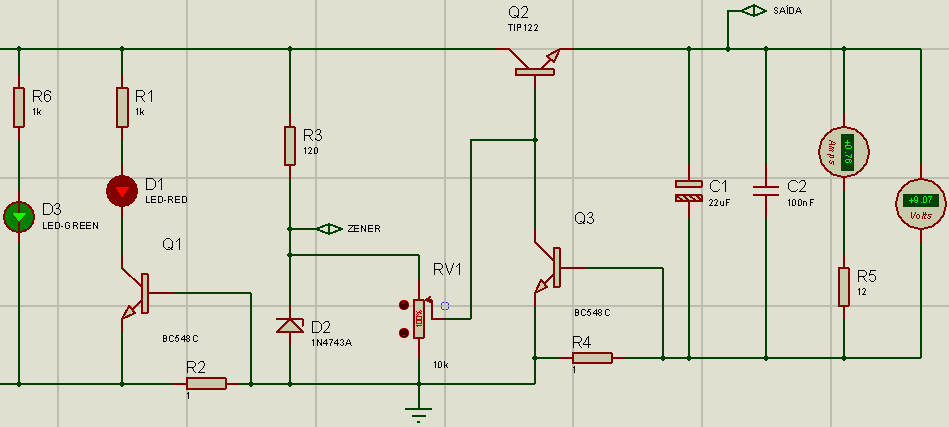 Q2
TIP122
SAÍDA
R6
1k
R1
1k
R3
120
+0.76
Amps
D1
LED-RED
C1
22uF
C2
100nF
+9.07
Volts
D3
LED-GREEN
ZENER
Q3
Q1
RV1
R5
12
100%
BC548C
D2
1N4743A
BC548C
R4
1
10k
R2
1